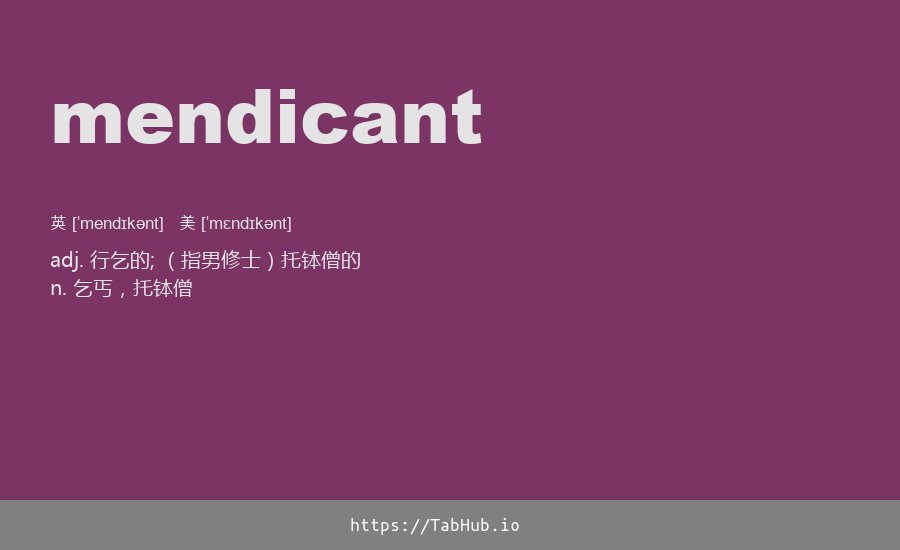 mendicant
英 [ˈmendɪkənt] 美 [ˈmɛndɪkənt]
adj. 行乞的; （指男修士）托钵僧的
n. 乞丐，托钵僧
https://TabHub.io